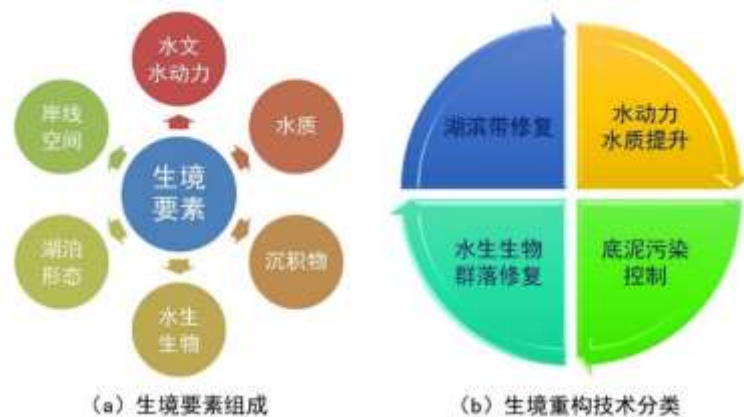 水文
水动力
水质
沉积物
水生
生物
湖泊
形态
岸线
空间
生境
要素
(a) 生境要素组成
湖滨带修复
水动力
水质提升
底泥污染
控制
水生生物
群落修复
(b) 生境重构技术分类